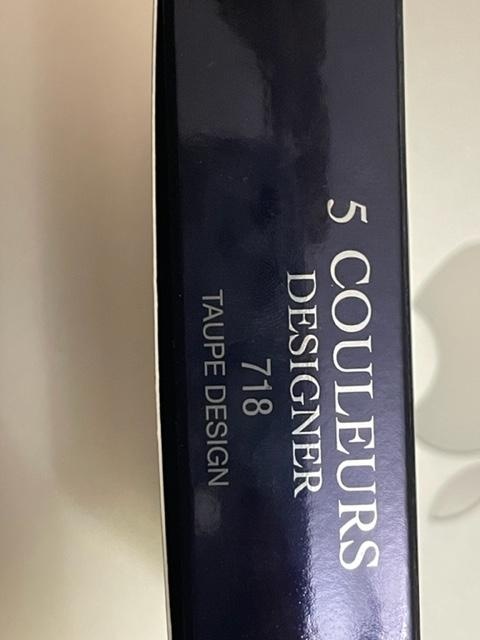 5 COULEURS
DESIGNER
718
TAUPE DESIGN